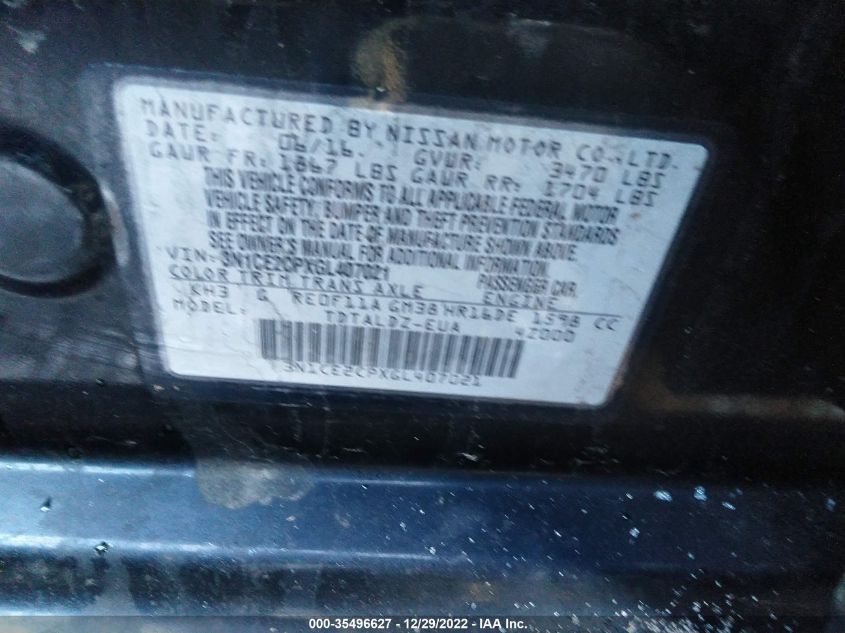 MANUFACTURED BY NISSAN MOTOR CO.,LTD.
DATE: 06/16. GVWR: 3470 LBS
GAWR FR: 1867 LBS GAWR RR: 1704 LBS
THIS VEHICLE CONFORMS TO ALL APPLICABLE FEDERAL MOTOR
VEHICLE SAFETY, BUMPER AND THEFT PREVENTION STANDARDS
IN EFFECT ON THE DATE OF MANUFACTURE SHOWN ABOVE.
SEE OWNER'S MANUAL FOR ADDITIONAL INFORMATION
VIN: 3N1CE2CPXGL407021 PASSENGER CAR.
COLOR TRIM TRANS AXLE ENGINE
KH3 G RE0F11A GM38 HR16DE 1598 CC
MODEL: TDTALDZ-EUA 42000
3N1CE2CPXGL407021
000-35496627 - 12/29/2022 - IAA Inc.